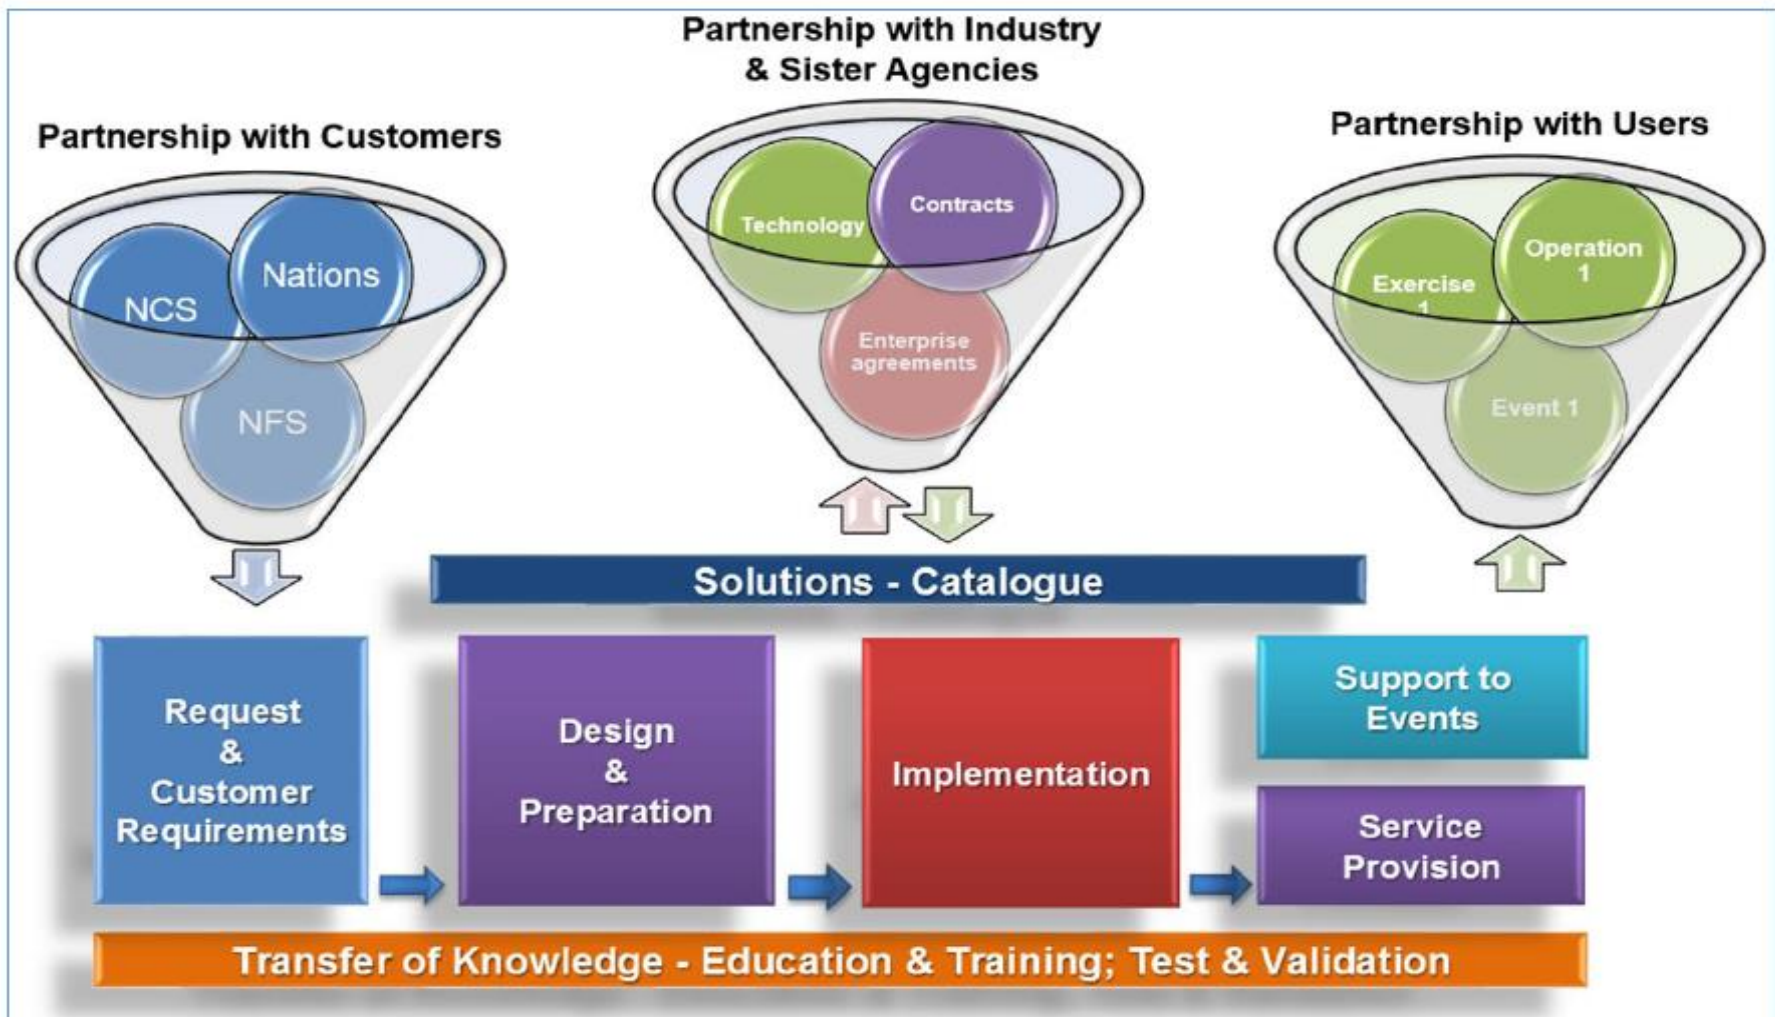 Partnership with Customers
NCS
Nations
NFS
Partnership with Industry
& Sister Agencies
Technology
Contracts
Enterprise
agreements
Partnership with Users
Exercise
1
Operation
1
Event 1
Solutions - Catalogue
Request
&
Customer
Requirements
Design
&
Preparation
Implementation
Support to
Events
Service
Provision
Transfer of Knowledge - Education & Training; Test & Validation